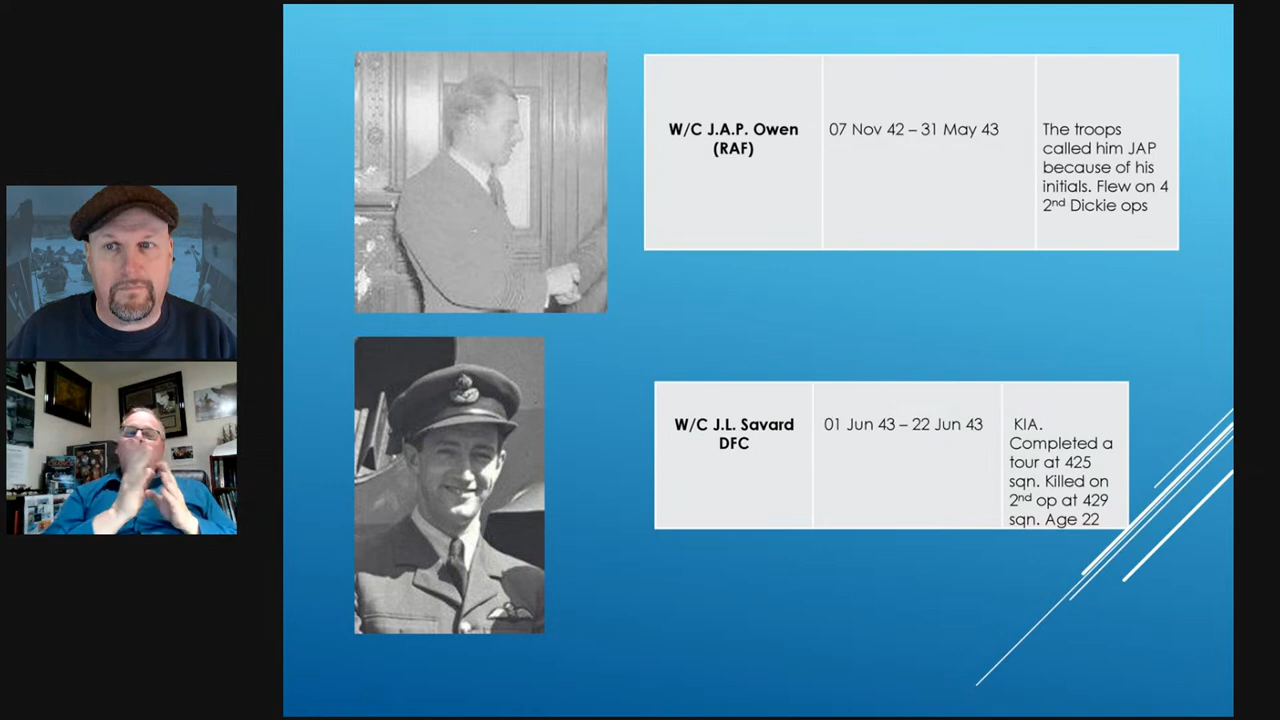 W/C J.A.P. Owen
(RAF)
07 Nov 42 – 31 May 43
The troops
called him JAP
because of his
initials. Flew on 4
2nd Dickie ops
W/C J.L. Savard
DFC
01 Jun 43 – 22 Jun 43
KIA.
Completed a
tour at 425
sqn. Killed on
2nd op at 429
sqn. Age 22